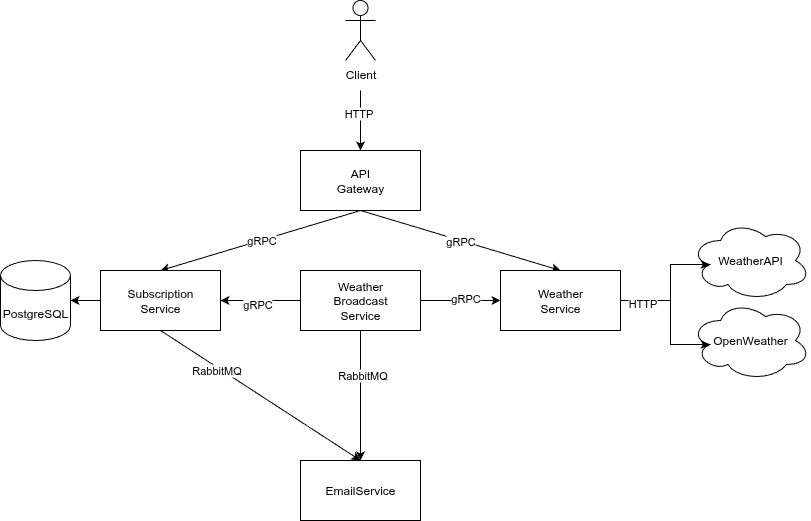 Client
HTTP
API
Gateway
gRPC
gRPC
WeatherAPI
PostgreSQL
Subscription
Service
gRPC
Weather
Broadcast
Service
gRPC
Weather
Service
HTTP
OpenWeather
RabbitMQ
RabbitMQ
EmailService